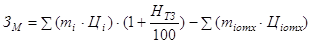 З_М = ∑(m_i · Ц_i) · (1 + Н_ТЗ / 100) − ∑(m_iотх · Ц_iотх)